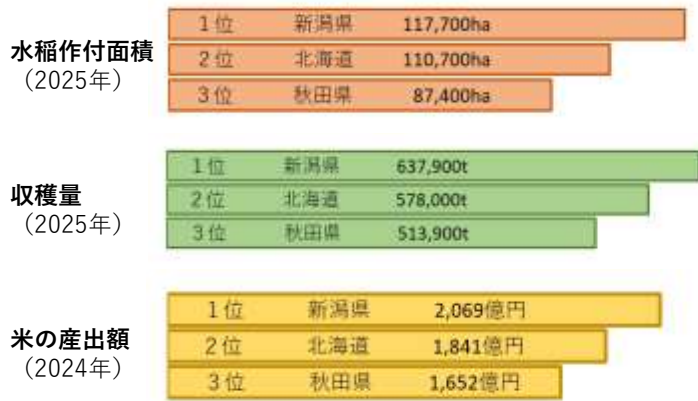 水稲作付面積
（2025年）
1位 新潟県 117,700ha
2位 北海道 110,700ha
3位 秋田県 87,400ha
収穫量
（2025年）
1位 新潟県 637,900t
2位 北海道 578,000t
3位 秋田県 513,900t
米の産出額
（2024年）
1位 新潟県 2,069億円
2位 北海道 1,841億円
3位 秋田県 1,652億円